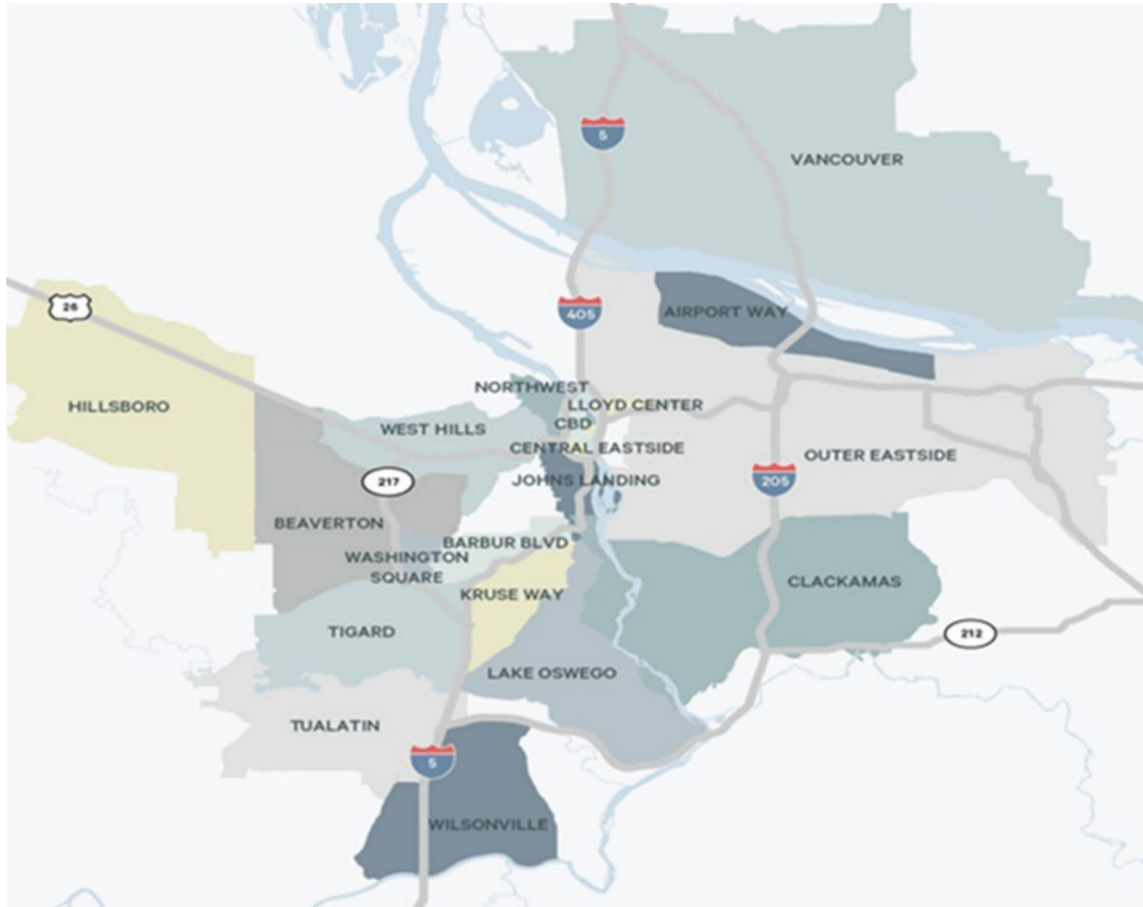 5
VANCOUVER
26
405
AIRPORT WAY
NORTHWEST
HILLSBORO
LLOYD CENTER
CBD
WEST HILLS
CENTRAL EASTSIDE
OUTER EASTSIDE
217
JOHNS LANDING
205
BEAVERTON
BARBUR BLVD
WASHINGTON
SQUARE
CLACKAMAS
KRUSE WAY
TIGARD
212
LAKE OSWEGO
TUALATIN
5
WILSONVILLE